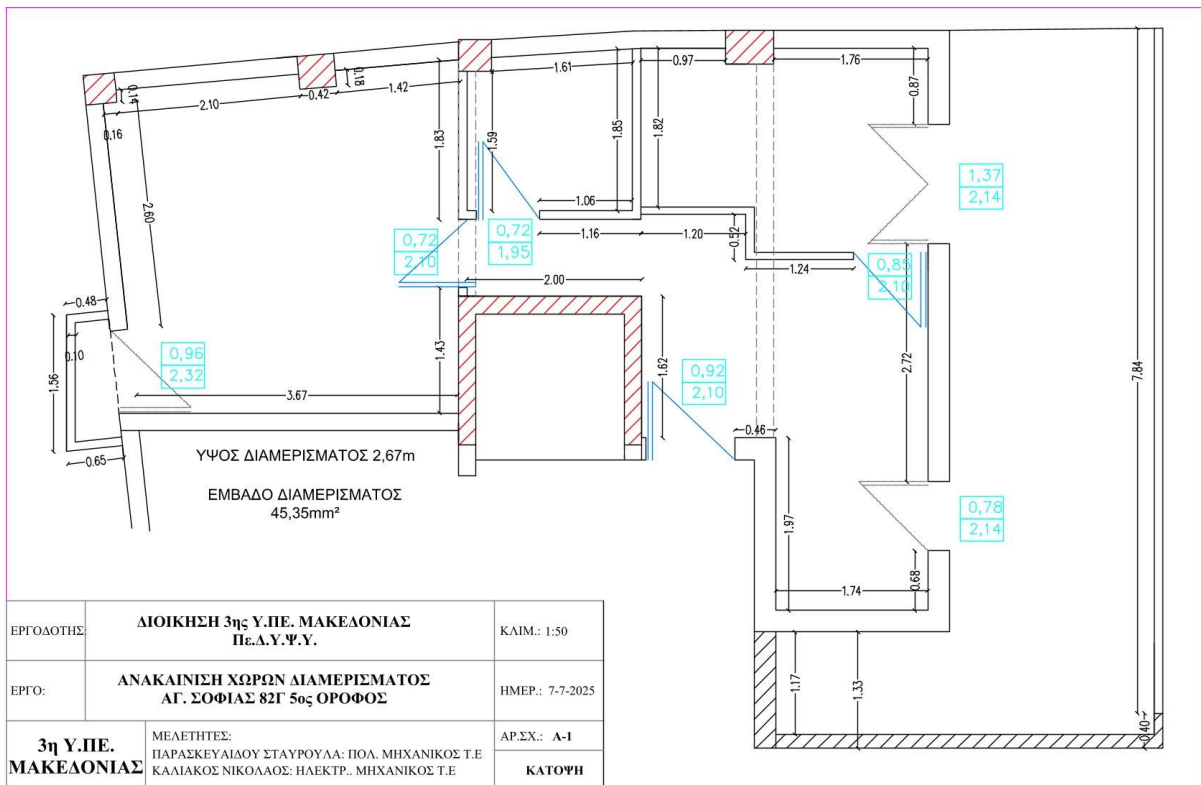 1.61
0.97
1.76
0.14
2.10
0.42
0.18
1.42
0.87
0.16
1.83
1.59
1.85
1.82
1,37
2,14
2.60
1.06
0,72
2,10
0,72
1,95
1.16
1.20
0.52
1.24
0,85
2,10
2.00
0.48
0.10
1.56
0,96
2,32
1.43
1.62
2.72
7.84
3.67
0,92
2,10
0.46
0.65
ΥΨΟΣ ΔΙΑΜΕΡΙΣΜΑΤΟΣ 2,67m
ΕΜΒΑΔΟ ΔΙΑΜΕΡΙΣΜΑΤΟΣ
45,35mm²
0,78
2,14
1.97
0.68
1.74
1.17
1.33
0.40
ΕΡΓΟΔΟΤΗΣ:
ΔΙΟΙΚΗΣΗ 3ης Υ.ΠΕ. ΜΑΚΕΔΟΝΙΑΣ
Πε.Δ.Υ.Ψ.Υ.
ΚΛΙΜ.: 1:50
ΕΡΓΟ:
ΑΝΑΚΑΙΝΙΣΗ ΧΩΡΩΝ ΔΙΑΜΕΡΙΣΜΑΤΟΣ
ΑΓ. ΣΟΦΙΑΣ 82Γ 5ος ΟΡΟΦΟΣ
ΗΜΕΡ.: 7-7-2025
3η Υ.ΠΕ.
ΜΑΚΕΔΟΝΙΑΣ
ΜΕΛΕΤΗΤΕΣ:
ΠΑΡΑΣΚΕΥΑΙΔΟΥ ΣΤΑΥΡΟΥΛΑ: ΠΟΛ. ΜΗΧΑΝΙΚΟΣ Τ.Ε
ΚΑΛΙΑΚΟΣ ΝΙΚΟΛΑΟΣ: ΗΛΕΚΤΡ.. ΜΗΧΑΝΙΚΟΣ Τ.Ε
ΑΡ.ΣΧ.: Α-1
ΚΑΤΟΨΗ